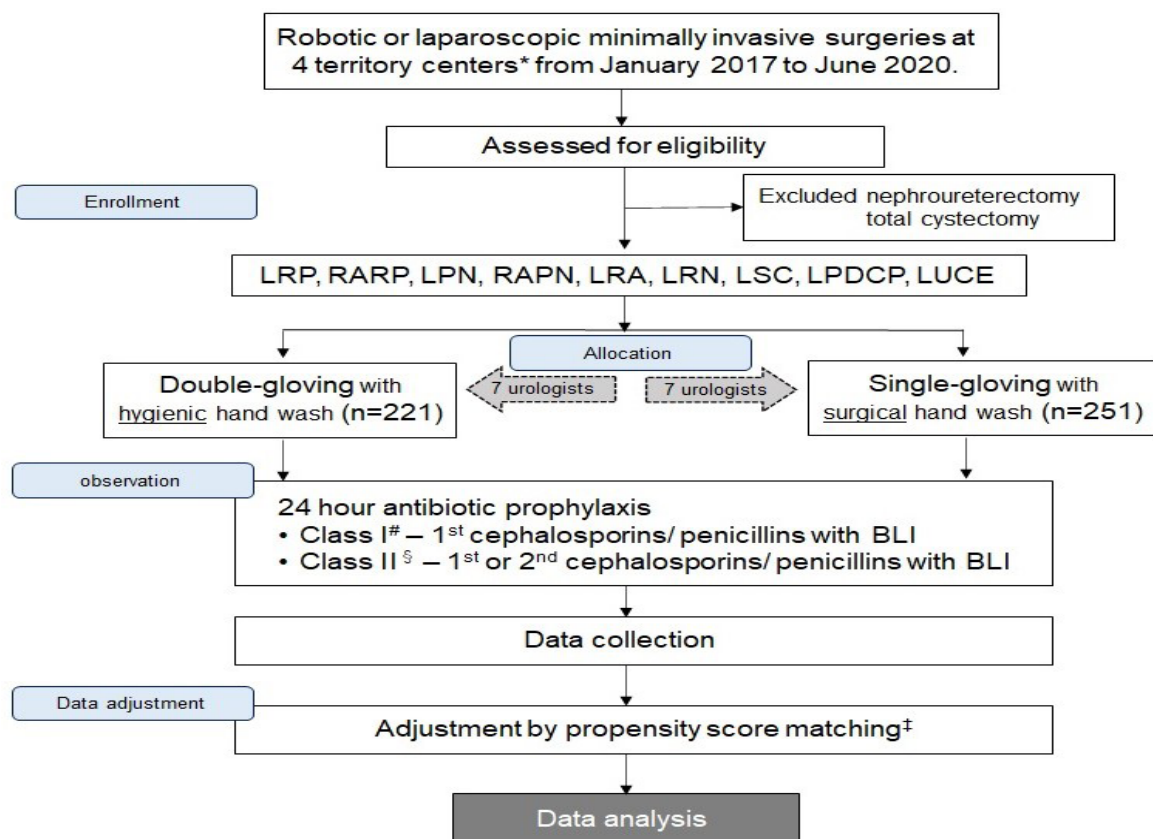 Robotic or laparoscopic minimally invasive surgeries at
4 territory centers* from January 2017 to June 2020.
Assessed for eligibility
Enrollment
Excluded nephroureterectomy
total cystectomy
LRP, RARP, LPN, RAPN, LRA, LRN, LSC, LPDCP, LUCE
Allocation
Double-gloving with
hygienic hand wash (n=221)
7 urologists
7 urologists
Single-gloving with
surgical hand wash (n=251)
observation
24 hour antibiotic prophylaxis
• Class I# – 1st cephalosporins/ penicillins with BLI
• Class II § – 1st or 2nd cephalosporins/ penicillins with BLI
Data collection
Data adjustment
Adjustment by propensity score matching‡
Data analysis